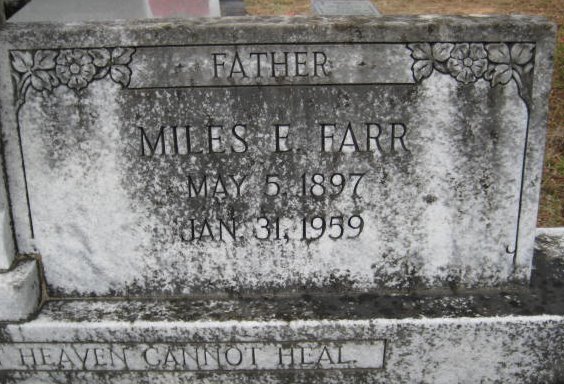 FATHER
MILES E. FARR
MAY 5, 1897
JAN. 31, 1959
HEAVEN CANNOT HEAL.